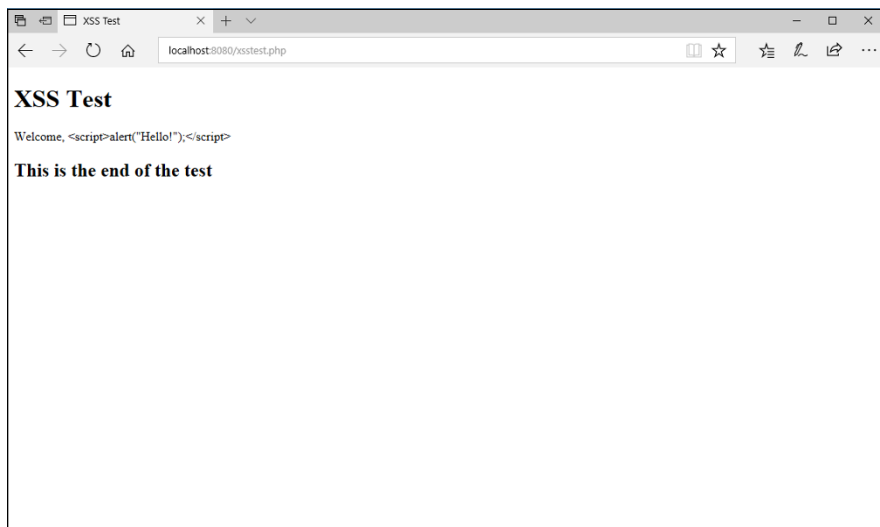 XSS Test
localhost:8080/xsstest.php
XSS Test
Welcome, <script>alert("Hello!");</script>
This is the end of the test